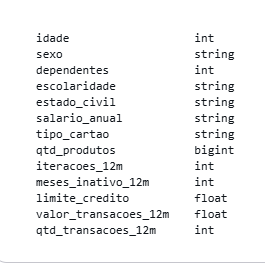 idade int
sexo string
dependentes int
escolaridade string
estado_civil string
salario_anual string
tipo_cartao string
qtd_produtos bigint
iteracoes_12m int
meses_inativo_12m int
limite_credito float
valor_transacoes_12m float
qtd_transacoes_12m int